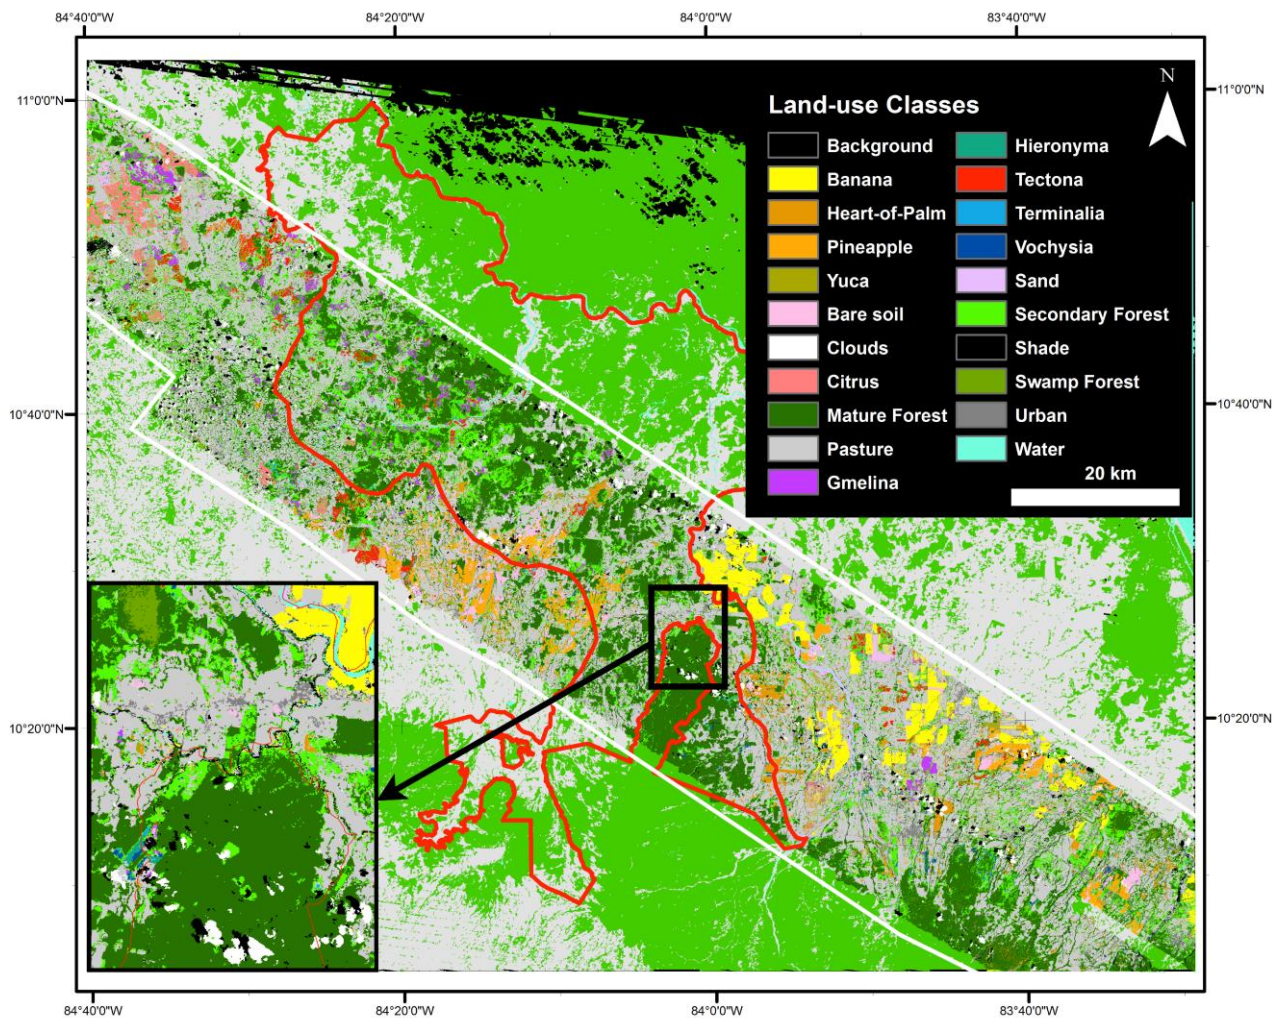 84°40'0"W 84°20'0"W 84°0'0"W 83°40'0"W
11°0'0"N
10°40'0"N
10°20'0"N
N
Land-use Classes
Background
Banana
Heart-of-Palm
Pineapple
Yuca
Bare soil
Clouds
Citrus
Mature Forest
Pasture
Gmelina
Hieronyma
Tectona
Terminalia
Vochysia
Sand
Secondary Forest
Shade
Swamp Forest
Urban
Water
20 km
11°0'0"N
10°40'0"N
10°20'0"N
84°40'0"W 84°20'0"W 84°0'0"W 83°40'0"W